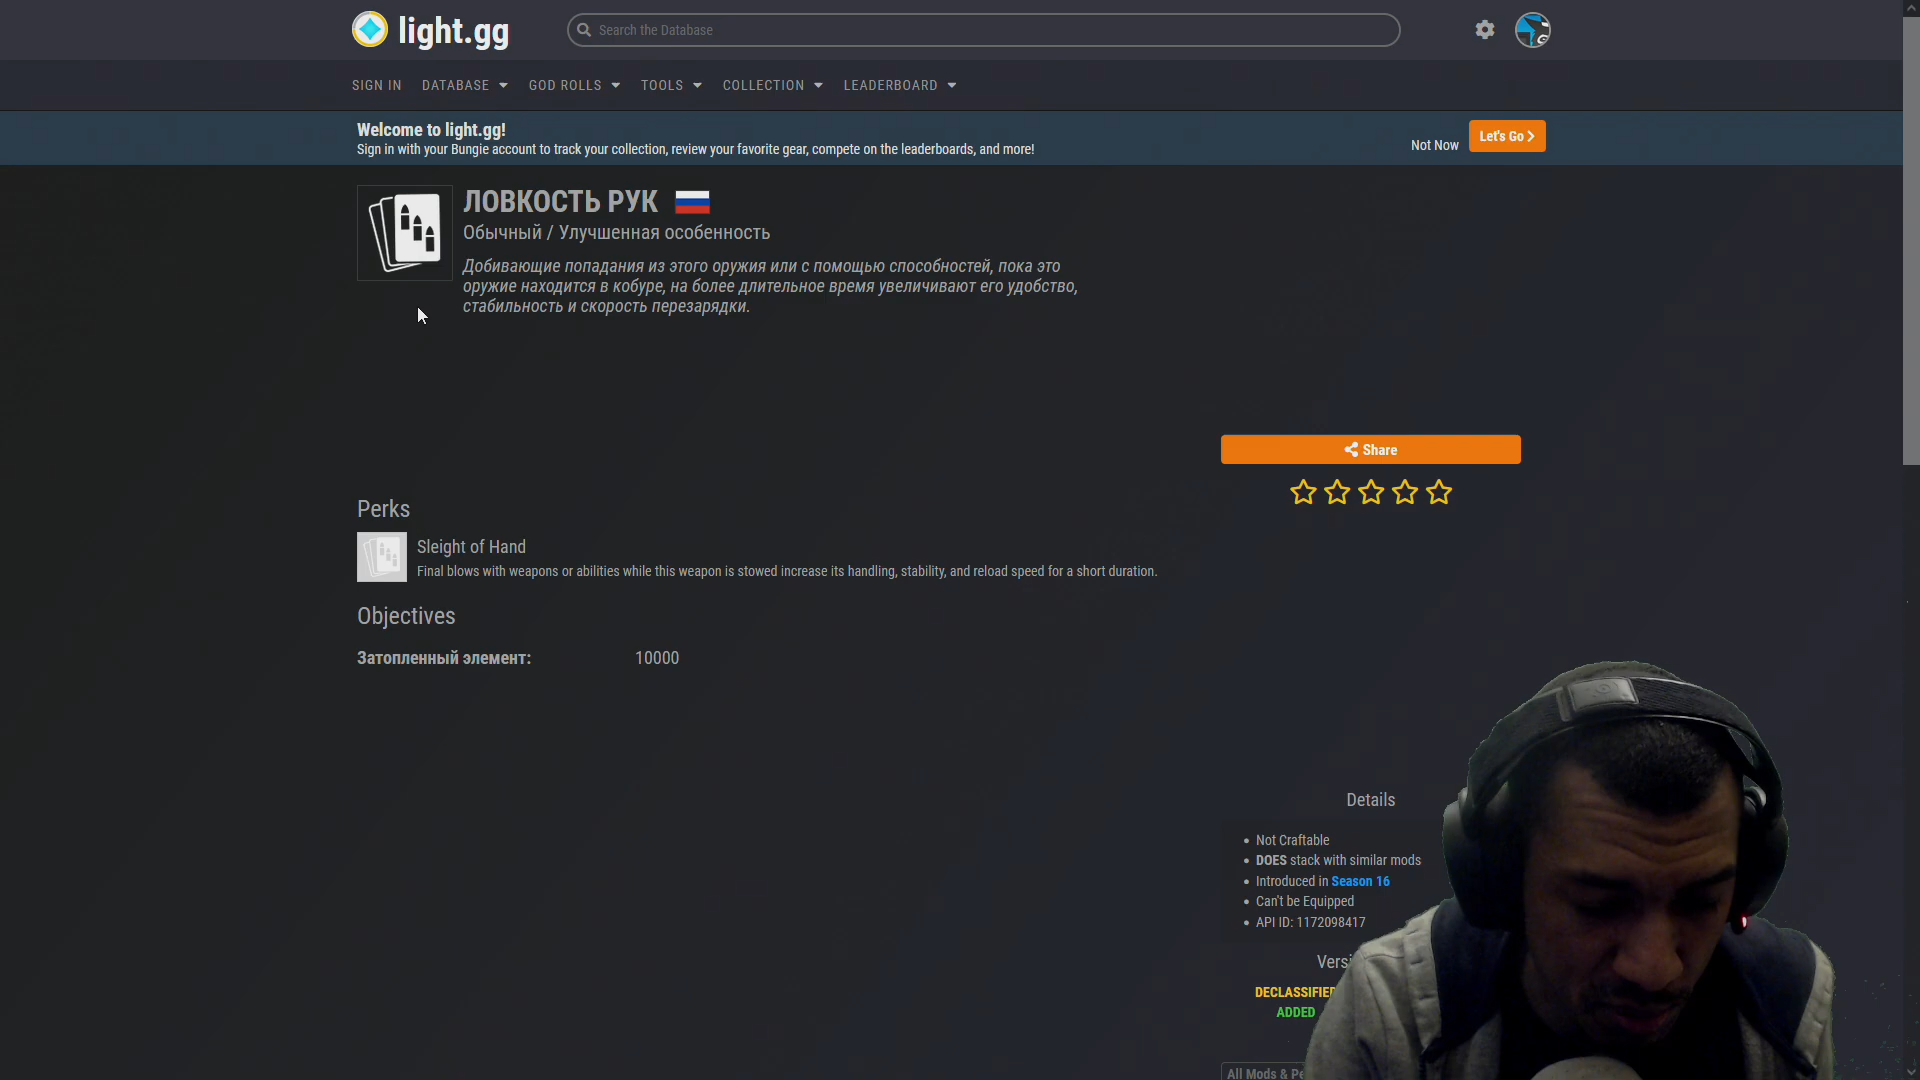 light.gg
Search the Database
SIGN IN
DATABASE
GOD ROLLS
TOOLS
COLLECTION
LEADERBOARD
Welcome to light.gg!
Sign in with your Bungie account to track your collection, review your favorite gear, compete on the leaderboards, and more!
Not Now
Let's Go
ЛОВКОСТЬ РУК
Обычный / Улучшенная особенность
Добивающие попадания из этого оружия или с помощью способностей, пока это
оружие находится в кобуре, на более длительное время увеличивают его удобство,
стабильность и скорость перезарядки.
Share
Perks
Sleight of Hand
Final blows with weapons or abilities while this weapon is stowed increase its handling, stability, and reload speed for a short duration.
Objectives
Затопленный элемент:
10000
Details
Not Craftable
DOES stack with similar mods
Introduced in Season 16
Can't be Equipped
API ID: 1172098417
DECLASSIFIED
ADDED
All Mods &